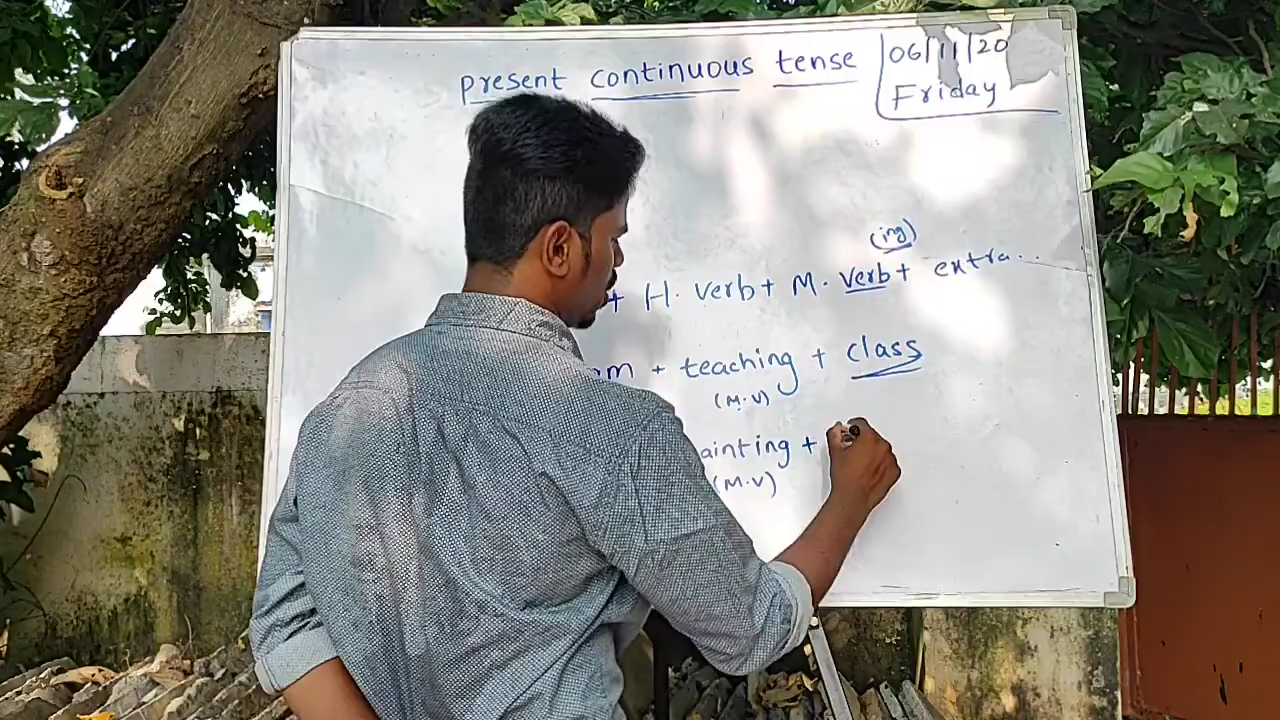 present continuous tense
06/11/20
Friday
(ing)
+ H. verb + M. verb + extra...
+ teaching + class
(M.V)
ainting +
(M.V)